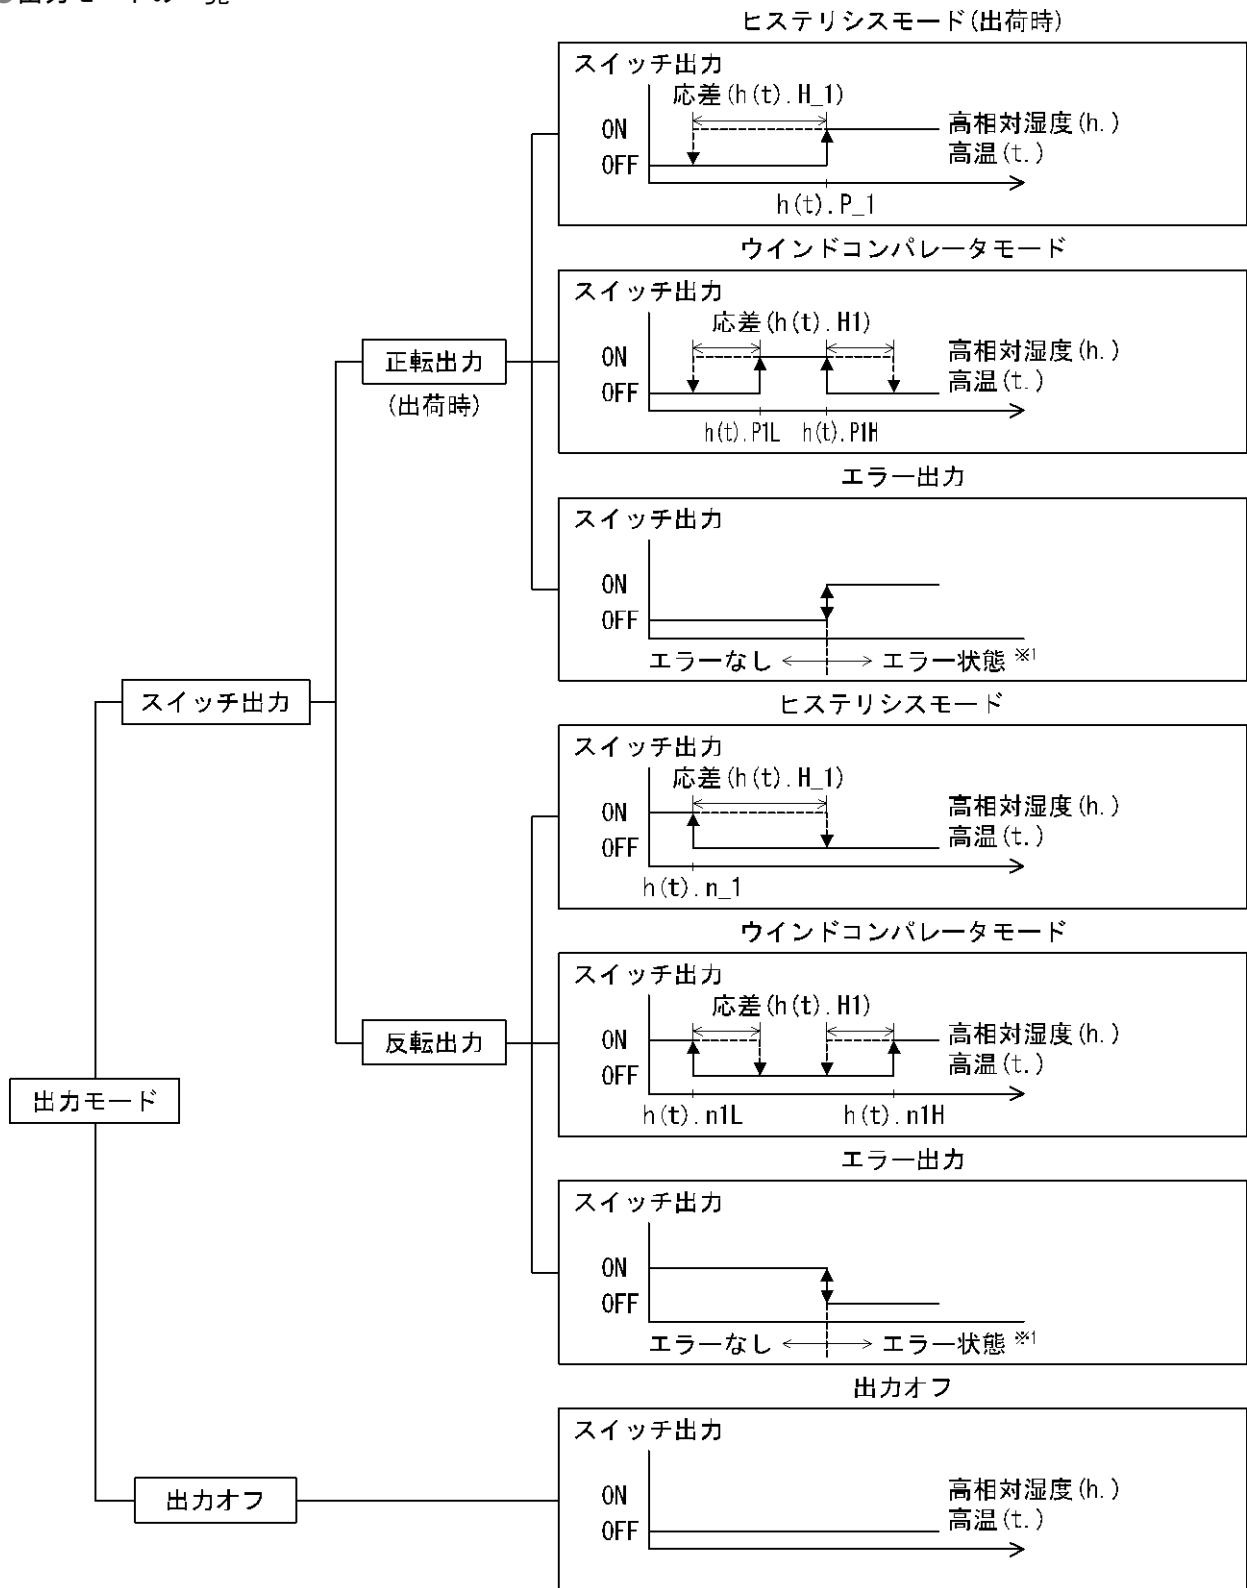 ヒステリシスモード(出荷時)
スイッチ出力
応差(h(t).H_1)
ON
OFF
高相対湿度(h.)
高温(t.)
h(t).P_1
ウインドコンパレータモード
スイッチ出力
応差(h(t).H1)
ON
OFF
高相対湿度(h.)
高温(t.)
h(t).P1L h(t).P1H
正転出力
(出荷時)
エラー出力
スイッチ出力
ON
OFF
エラーなし エラー状態 ※1
スイッチ出力
ヒステリシスモード
スイッチ出力
応差(h(t).H_1)
ON
OFF
高相対湿度(h.)
高温(t.)
h(t).n_1
ウインドコンパレータモード
スイッチ出力
応差(h(t).H1)
ON
OFF
高相対湿度(h.)
高温(t.)
h(t).n1L h(t).n1H
反転出力
出力モード
エラー出力
スイッチ出力
ON
OFF
エラーなし エラー状態 ※1
出力オフ
スイッチ出力
出力オフ
ON
OFF
高相対湿度(h.)
高温(t.)